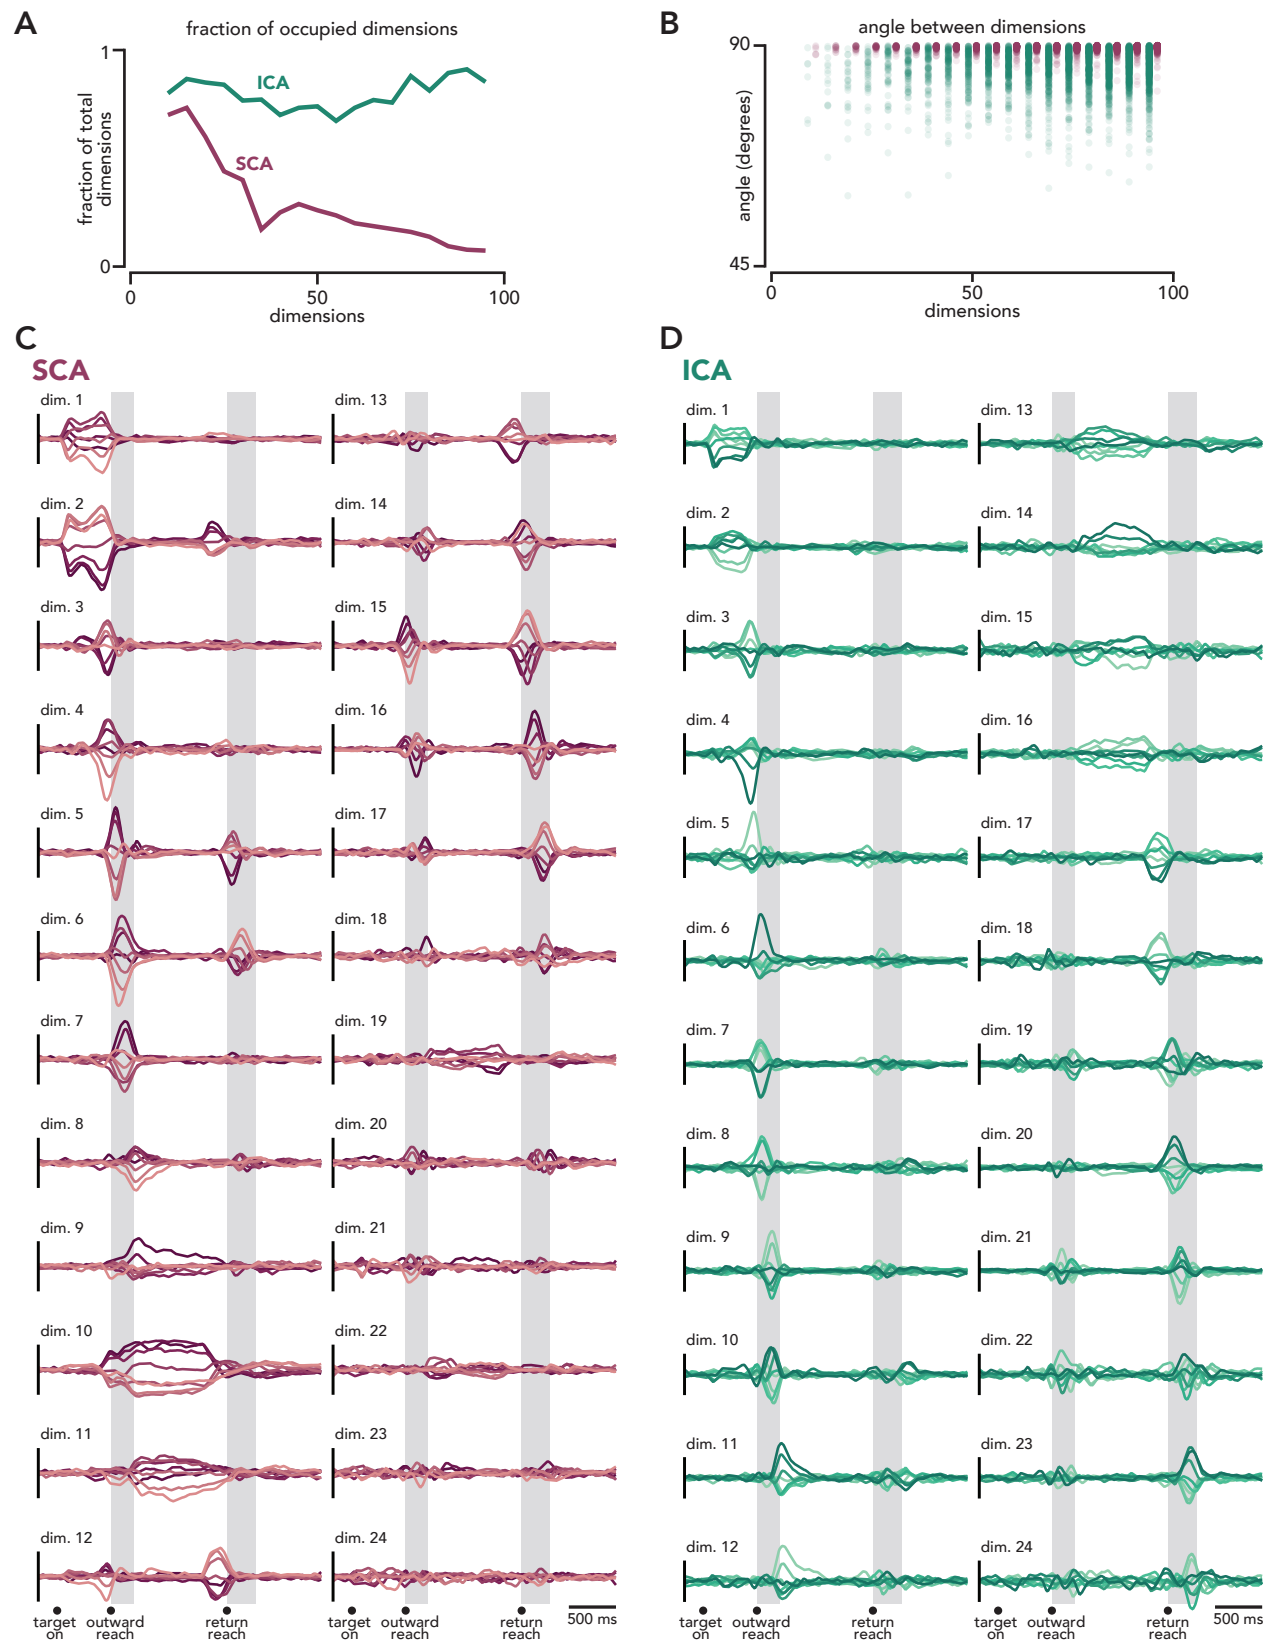 A
fraction of occupied dimensions
1
ICA
SCA
fraction of total
dimensions
0
0
50
100
dimensions
B
angle between dimensions
90
angle (degrees)
45
0
50
100
dimensions
C
SCA
dim. 1
dim. 2
dim. 3
dim. 4
dim. 5
dim. 6
dim. 7
dim. 8
dim. 9
dim. 10
dim. 11
dim. 12
target
on
outward
reach
return
reach
dim. 13
dim. 14
dim. 15
dim. 16
dim. 17
dim. 18
dim. 19
dim. 20
dim. 21
dim. 22
dim. 23
dim. 24
target
on
outward
reach
return
reach
500 ms
D
ICA
dim. 1
dim. 2
dim. 3
dim. 4
dim. 5
dim. 6
dim. 7
dim. 8
dim. 9
dim. 10
dim. 11
dim. 12
target
on
outward
reach
return
reach
dim. 13
dim. 14
dim. 15
dim. 16
dim. 17
dim. 18
dim. 19
dim. 20
dim. 21
dim. 22
dim. 23
dim. 24
target
on
outward
reach
return
reach
500 ms